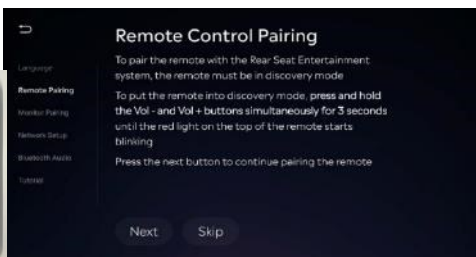 Remote Control Pairing
Language
To pair the remote with the Rear Seat Entertainment
system, the remote must be in discovery mode
Remote Pairing
To put the remote into discovery mode, press and hold
Monitor Pairing
the Vol - and Vol + buttons simultaneously for 3 seconds
until the red light on the top of the remote starts
Network Setup
blinking
Bluetooth Audio
Press the next button to continue pairing the remote
Tutorial
Next Skip